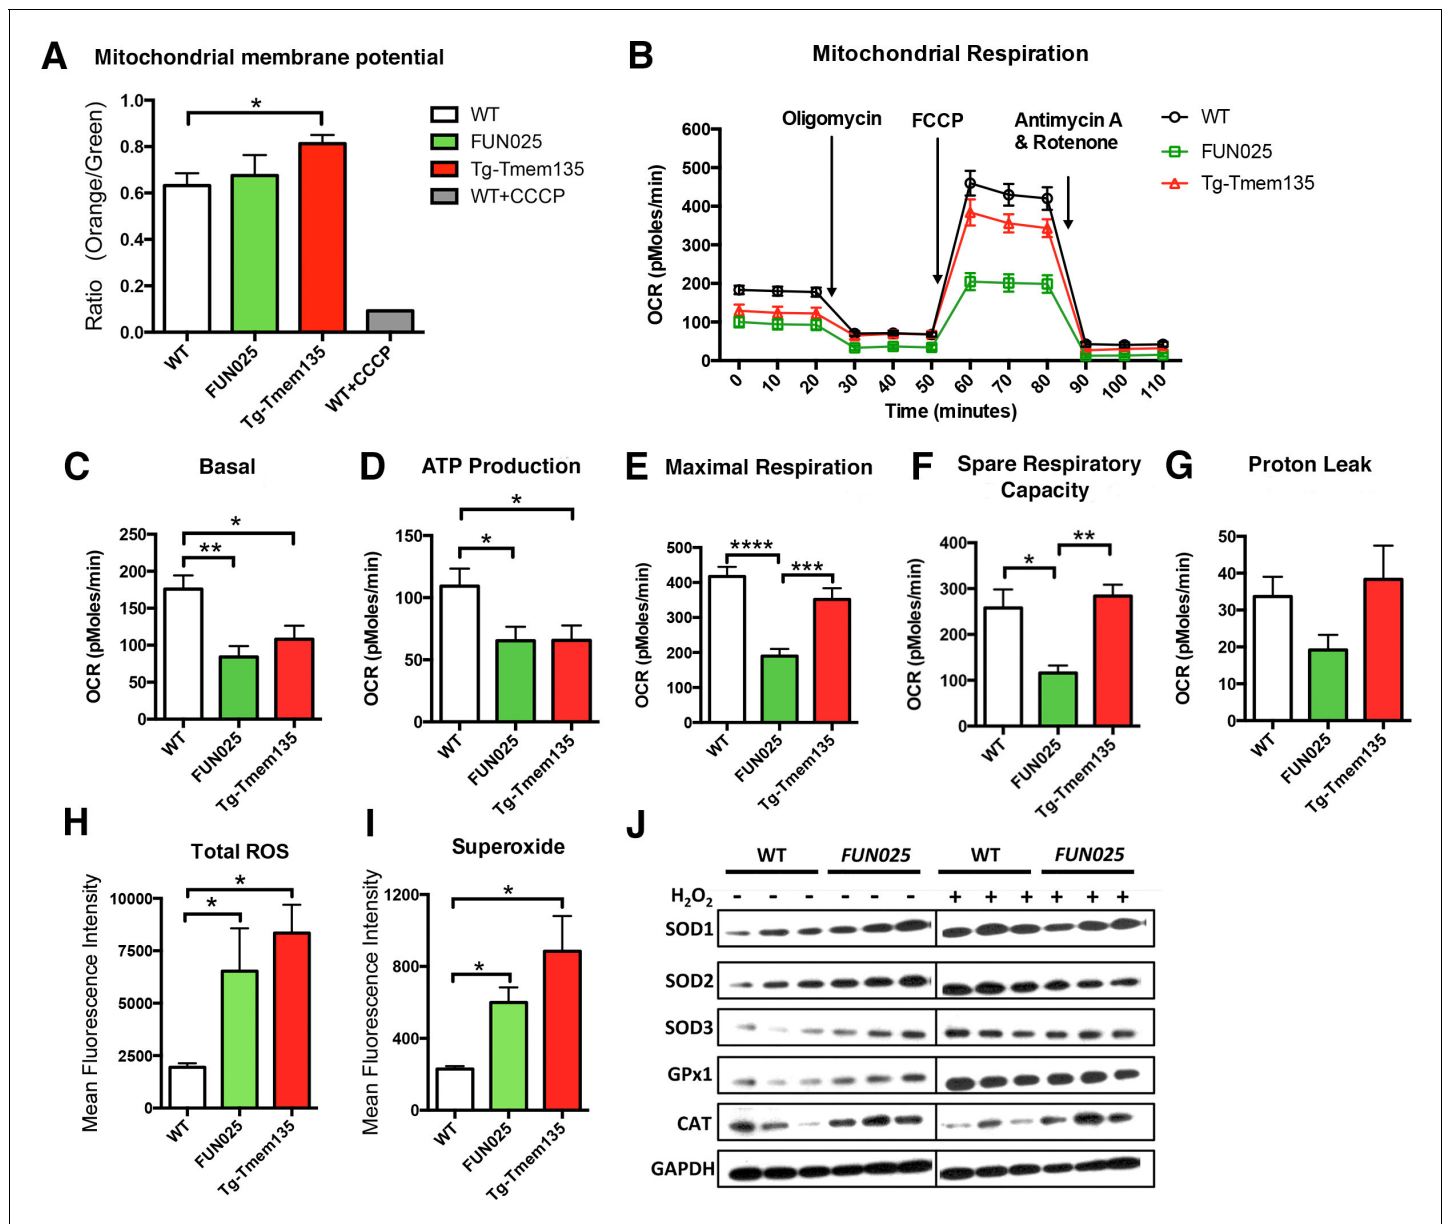 A
Mitochondrial membrane potential
Ratio (Orange/Green)
1.0
0.8
0.6
0.4
0.2
0.0
*
WT
FUN025
Tg-Tmem135
WT+CCCP
WT
FUN025
Tg-Tmem135
WT+CCCP
B
Mitochondrial Respiration
OCR (pMoles/min)
600
500
400
300
200
100
0
Oligomycin
FCCP
Antimycin A
& Rotenone
WT
FUN025
Tg-Tmem135
0 10 20 30 40 50 60 70 80 90 100 110
Time (minutes)
C
Basal
OCR (pMoles/min)
250
200
150
100
50
0
*
**
WT
FUN025
Tg-Tmem135
D
ATP Production
OCR (pMoles/min)
150
100
50
0
*
*
WT
FUN025
Tg-Tmem135
E
Maximal Respiration
OCR (pMoles/min)
500
400
300
200
100
0
****
***
WT
FUN025
Tg-Tmem135
F
Spare Respiratory
Capacity
OCR (pMoles/min)
400
300
200
100
0
*
**
WT
FUN025
Tg-Tmem135
G
Proton Leak
OCR (pMoles/min)
50
40
30
20
10
0
WT
FUN025
Tg-Tmem135
H
Total ROS
Mean Fluorescence Intensity
10000
7500
5000
2500
0
*
*
WT
FUN025
Tg-Tmem135
I
Superoxide
Mean Fluorescence Intensity
1200
800
400
0
*
*
WT
FUN025
Tg-Tmem135
J
WT FUN025 WT FUN025
H₂O₂ - - - - - - + + + + + +
SOD1
SOD2
SOD3
GPx1
CAT
GAPDH